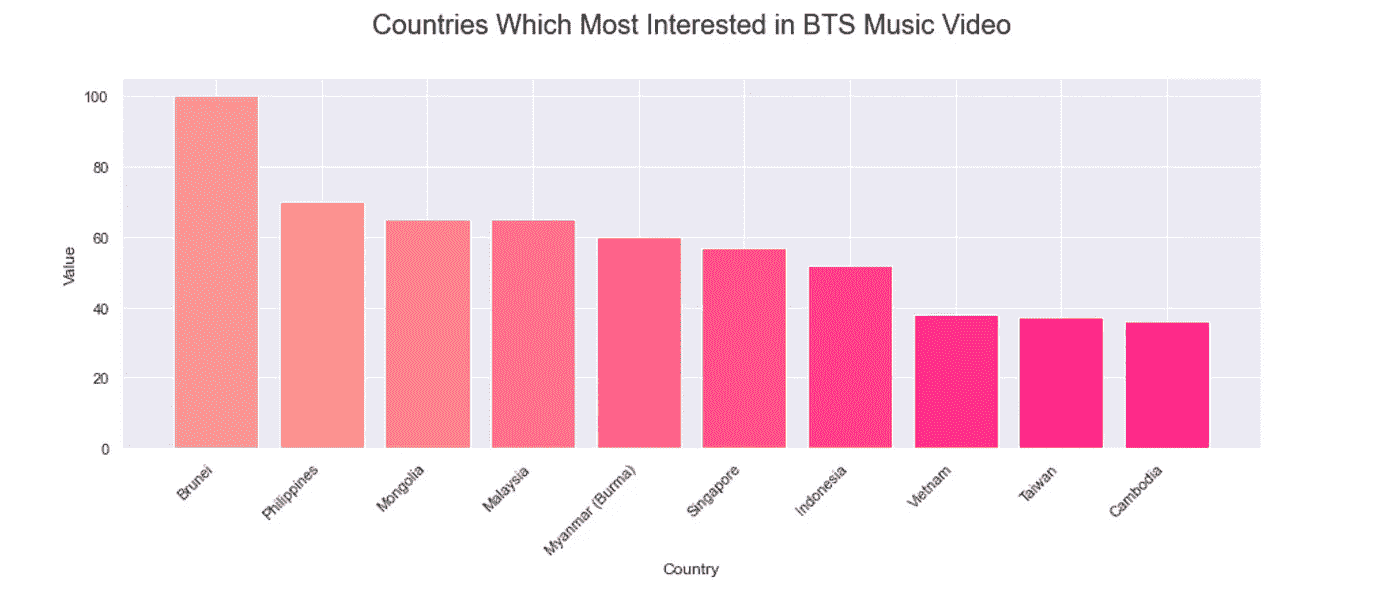 Countries Which Most Interested in BTS Music Video
100
80
60
40
20
0
Value
Brunei
Philippines
Mongolia
Malaysia
Myanmar (Burma)
Singapore
Indonesia
Vietnam
Taiwan
Cambodia
Country